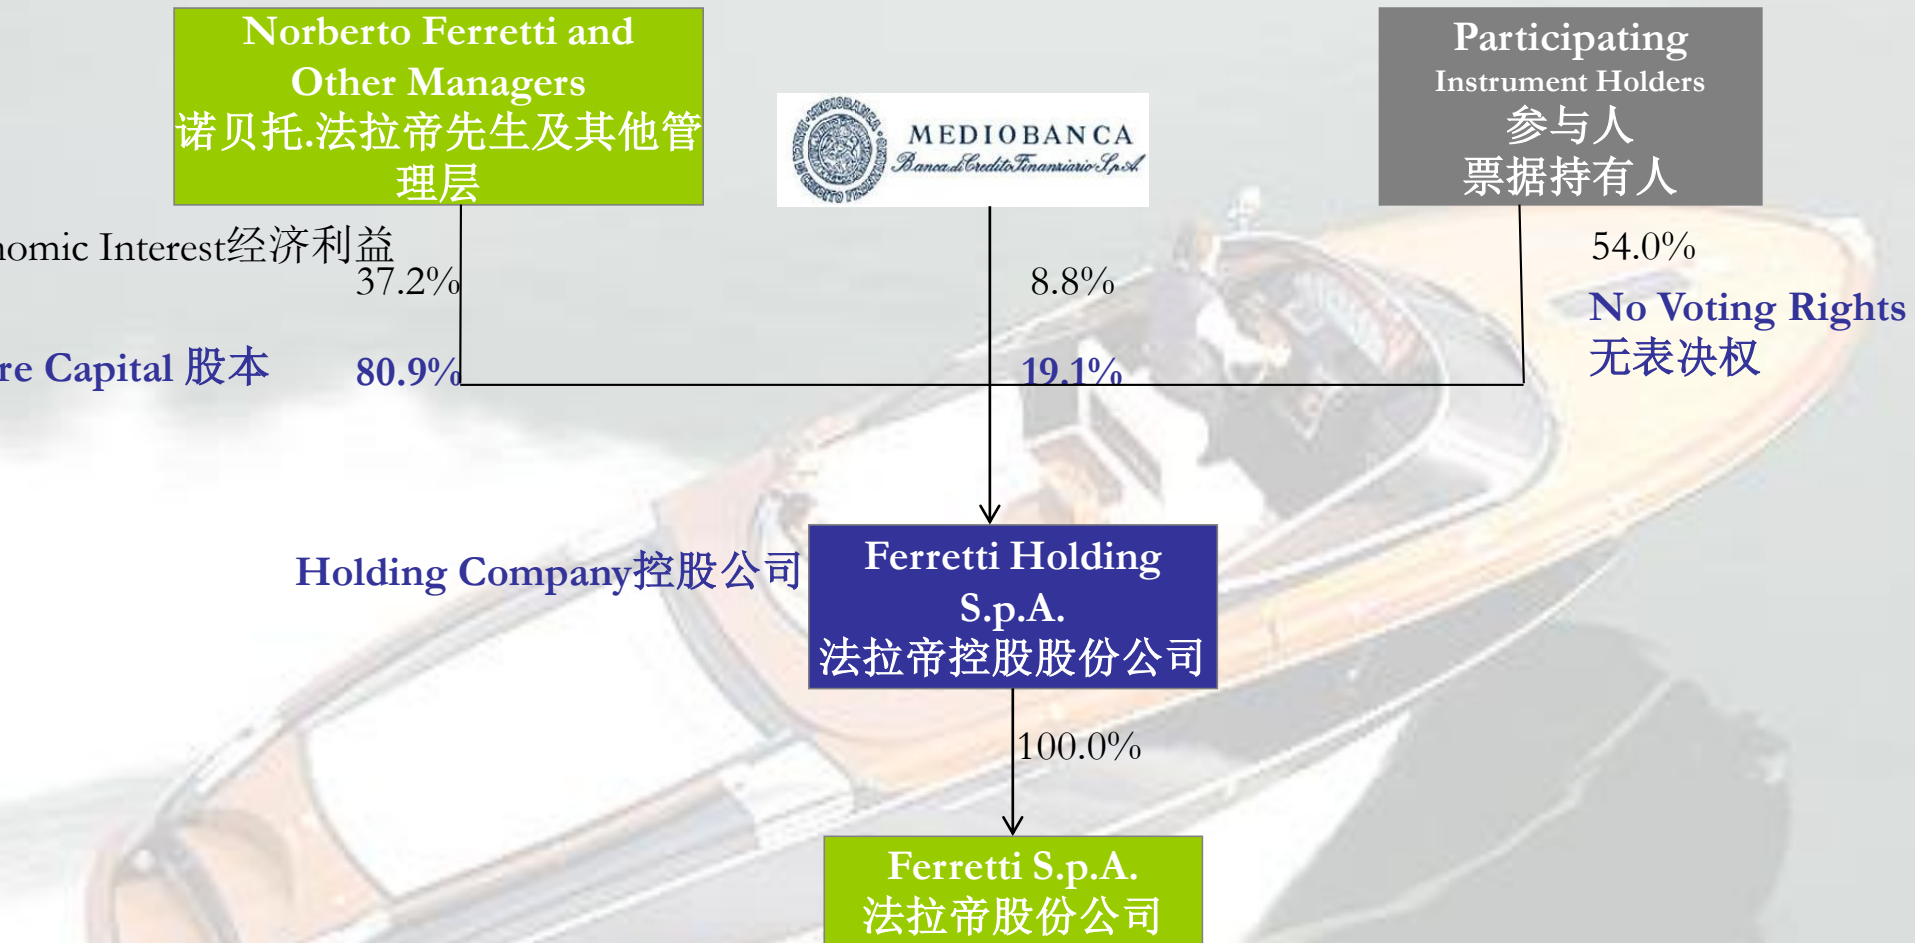 Norberto Ferretti and
Other Managers
诺贝托.法拉帝先生及其他管
理层
MEDIOBANCA
Banca di Credito Finanziario S.p.A.
Participating
Instrument Holders
参与人
票据持有人
nomic Interest经济利益
37.2%
8.8%
54.0%
No Voting Rights
无表决权
re Capital 股本
80.9%
19.1%
Holding Company控股公司
Ferretti Holding
S.p.A.
法拉帝控股股份公司
100.0%
Ferretti S.p.A.
法拉帝股份公司